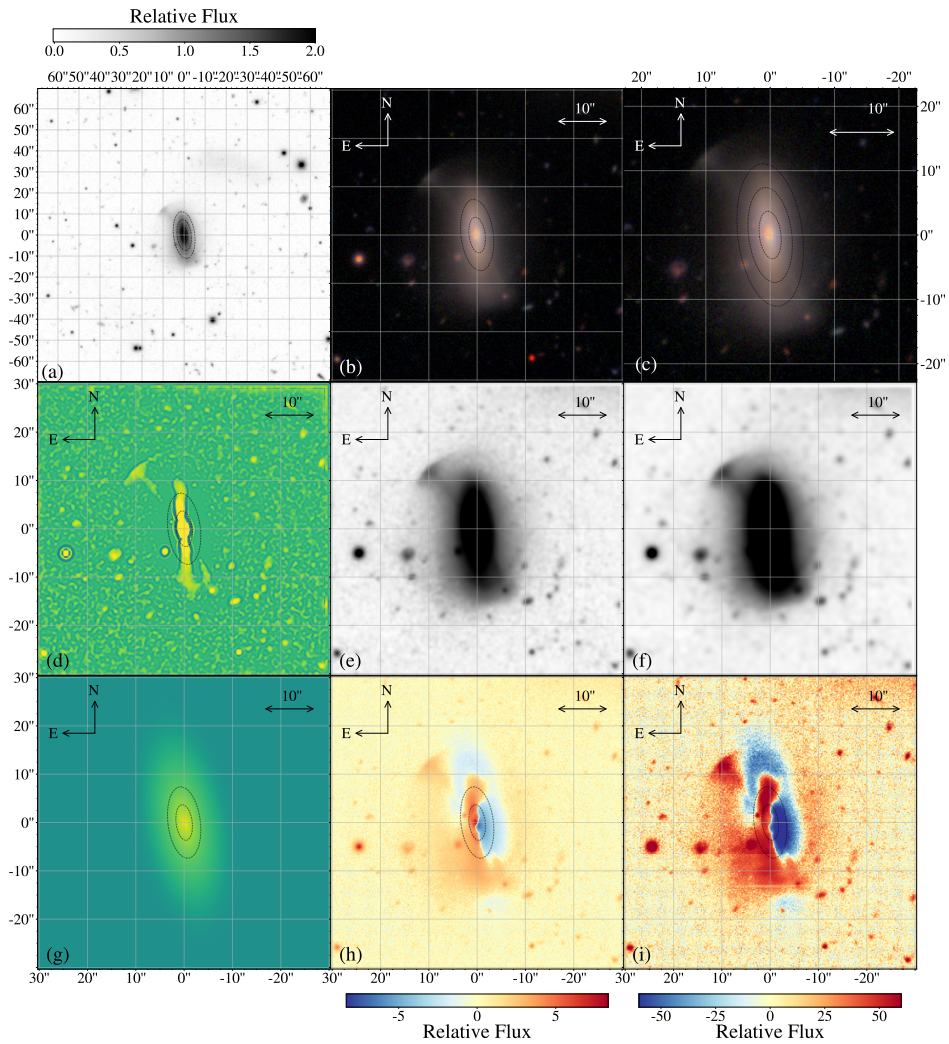 Relative Flux
0.0 0.5 1.0 1.5 2.0
60"50"40"30"20"10" 0" -10"-20"-30"-40"-50"-60"
20" 10" 0" -10" -20"
60"
50"
40"
30"
20"
10"
0"
-10"
-20"
-30"
-40"
-50"
-60"
(a)
N
E
10"
(b)
N
E
10"
(c)
20"
10"
0"
-10"
-20"
30"
20"
10"
0"
-10"
-20"
N
E
10"
(d)
N
E
10"
(e)
N
E
10"
(f)
30"
20"
10"
0"
-10"
-20"
N
E
10"
(g)
N
E
10"
(h)
N
E
10"
(i)
30" 20" 10" 0" -10" -20" 30"
20" 10" 0" -10" -20" 30"
20" 10" 0" -10" -20"
-5 0 5
Relative Flux
-50 -25 0 25 50
Relative Flux